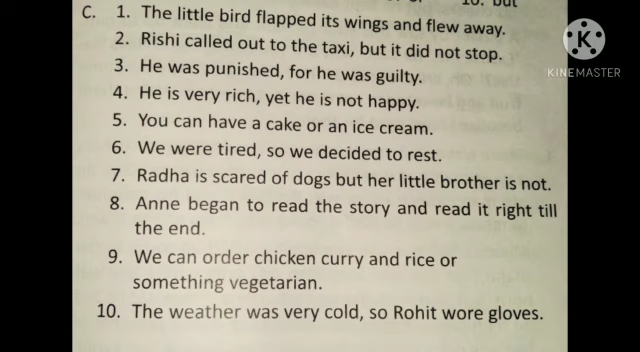 10. but
C. 1. The little bird flapped its wings and flew away.
2. Rishi called out to the taxi, but it did not stop.
3. He was punished, for he was guilty.
4. He is very rich, yet he is not happy.
5. You can have a cake or an ice cream.
6. We were tired, so we decided to rest.
7. Radha is scared of dogs but her little brother is not.
8. Anne began to read the story and read it right till
the end.
9. We can order chicken curry and rice or
something vegetarian.
10. The weather was very cold, so Rohit wore gloves.
K
KINEMASTER